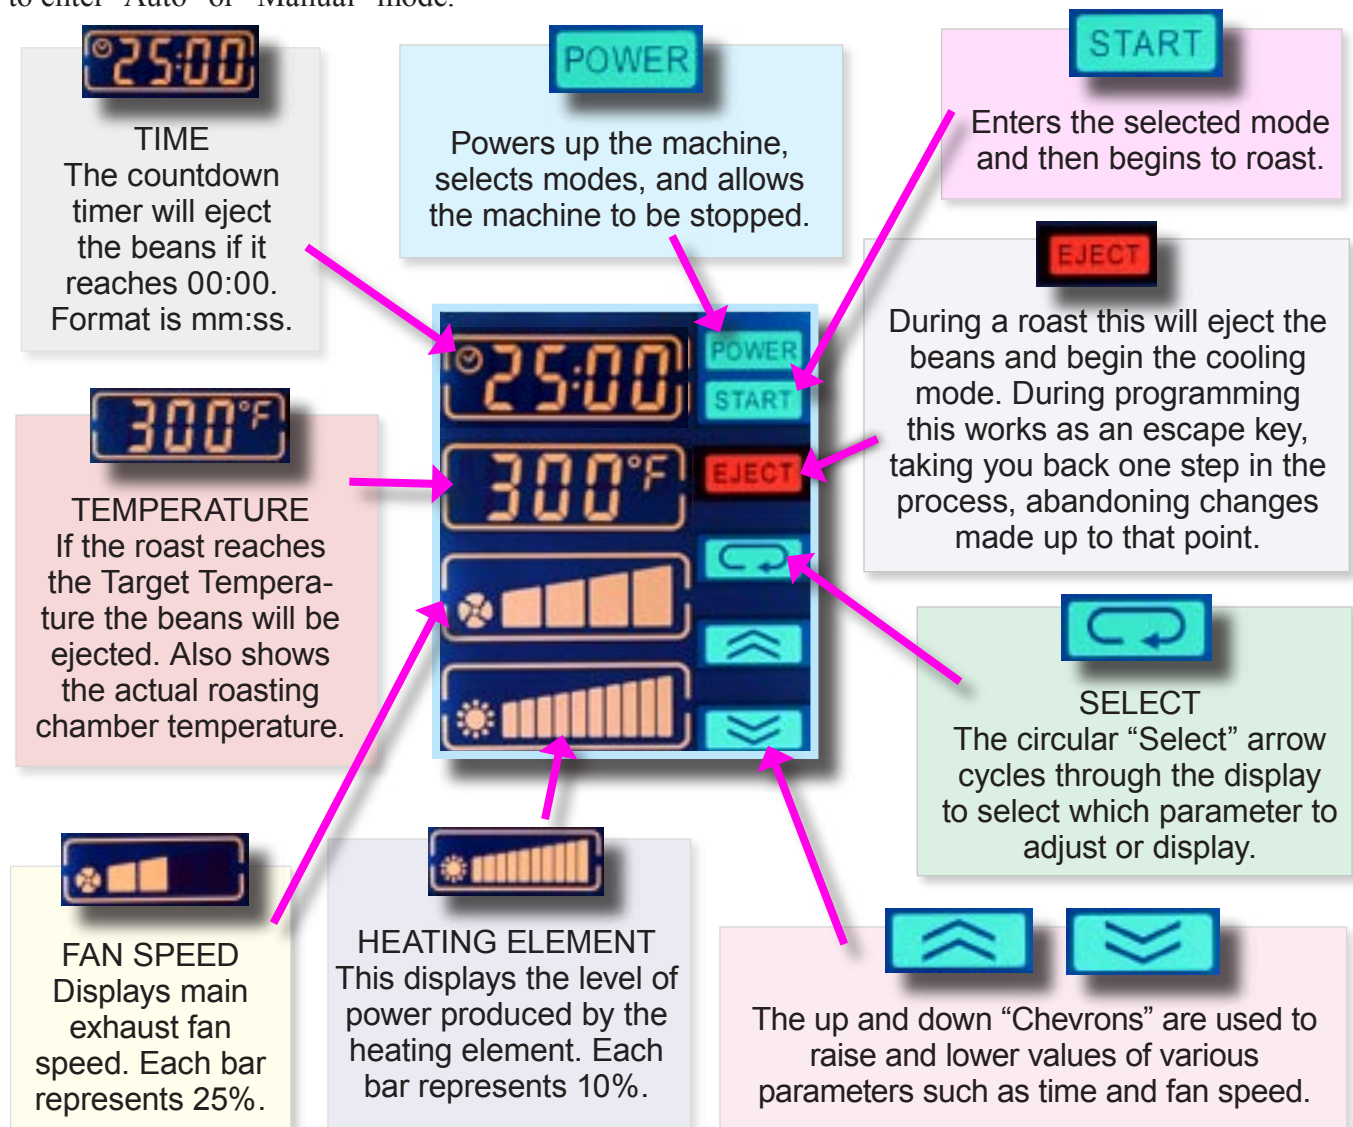 to enter “Auto” or “Manual” mode.
25:00
TIME
The countdown
timer will eject
the beans if it
reaches 00:00.
Format is mm:ss.
POWER
Powers up the machine,
selects modes, and allows
the machine to be stopped.
START
Enters the selected mode
and then begins to roast.
EJECT
During a roast this will eject the
beans and begin the cooling
mode. During programming
this works as an escape key,
taking you back one step in the
process, abandoning changes
made up to that point.
25:00
POWER
START
300°F
EJECT
300°F
TEMPERATURE
If the roast reaches
the Target Tempera-
ture the beans will be
ejected. Also shows
the actual roasting
chamber temperature.
SELECT
The circular “Select” arrow
cycles through the display
to select which parameter to
adjust or display.
FAN SPEED
Displays main
exhaust fan
speed. Each bar
represents 25%.
HEATING ELEMENT
This displays the level of
power produced by the
heating element. Each
bar represents 10%.
The up and down “Chevrons” are used to
raise and lower values of various
parameters such as time and fan speed.